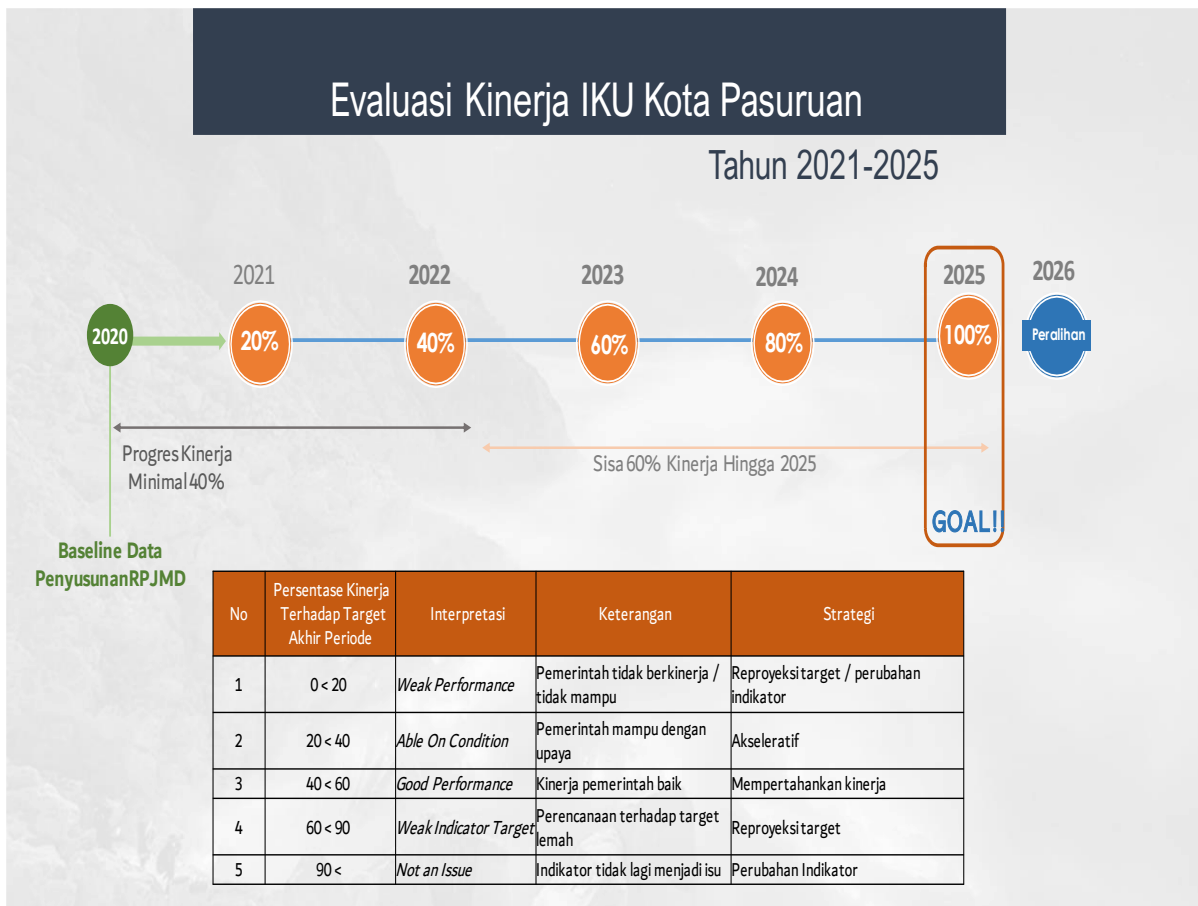 Evaluasi Kinerja IKU Kota Pasuruan
Tahun 2021-2025
2021
2022
2023
2024
2025
2026
2020
20%
40%
60%
80%
100%
Peralihan
Progres Kinerja
Minimal 40%
Sisa 60% Kinerja Hingga 2025
GOAL!!
Baseline Data
Penyusunan RPJMD
No
Persentase Kinerja
Terhadap Target
Akhir Periode
Interpretasi
Keterangan
Strategi
1
0 < 20
Weak Performance
Pemerintah tidak berkinerja /
tidak mampu
Reproyeksi target / perubahan
indikator
2
20 < 40
Able On Condition
Pemerintah mampu dengan
upaya
Akseleratif
3
40 < 60
Good Performance
Kinerja pemerintah baik
Mempertahankan kinerja
4
60 < 90
Weak Indicator Target
Perencanaan terhadap target
lemah
Reproyeksi target
5
90 <
Not an Issue
Indikator tidak lagi menjadi isu
Perubahan Indikator